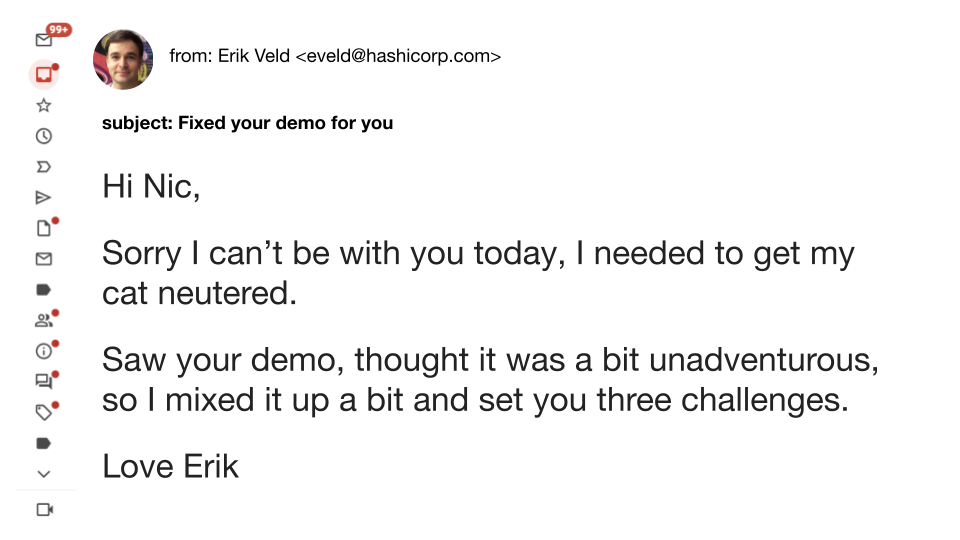 99+
from: Erik Veld <eveld@hashicorp.com>
subject: Fixed your demo for you
Hi Nic,
Sorry I can’t be with you today, I needed to get my
cat neutered.
Saw your demo, thought it was a bit unadventurous,
so I mixed it up a bit and set you three challenges.
Love Erik